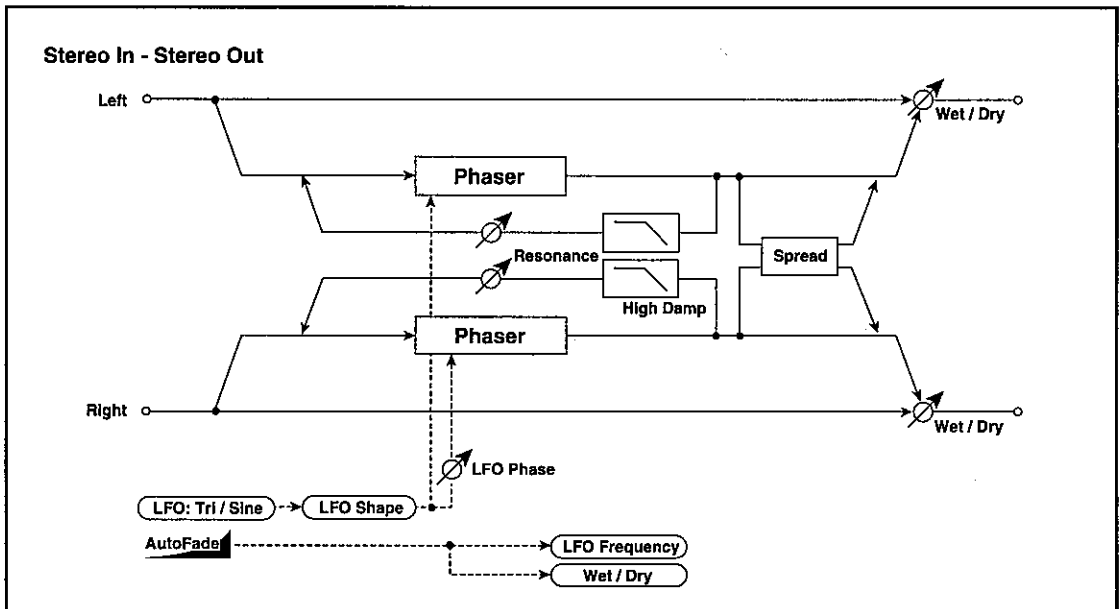 Stereo In - Stereo Out
Left
Wet / Dry
Phaser
Resonance
Spread
High Damp
Phaser
Right
Wet / Dry
LFO Phase
LFO: Tri / Sine
LFO Shape
AutoFade
LFO Frequency
Wet / Dry